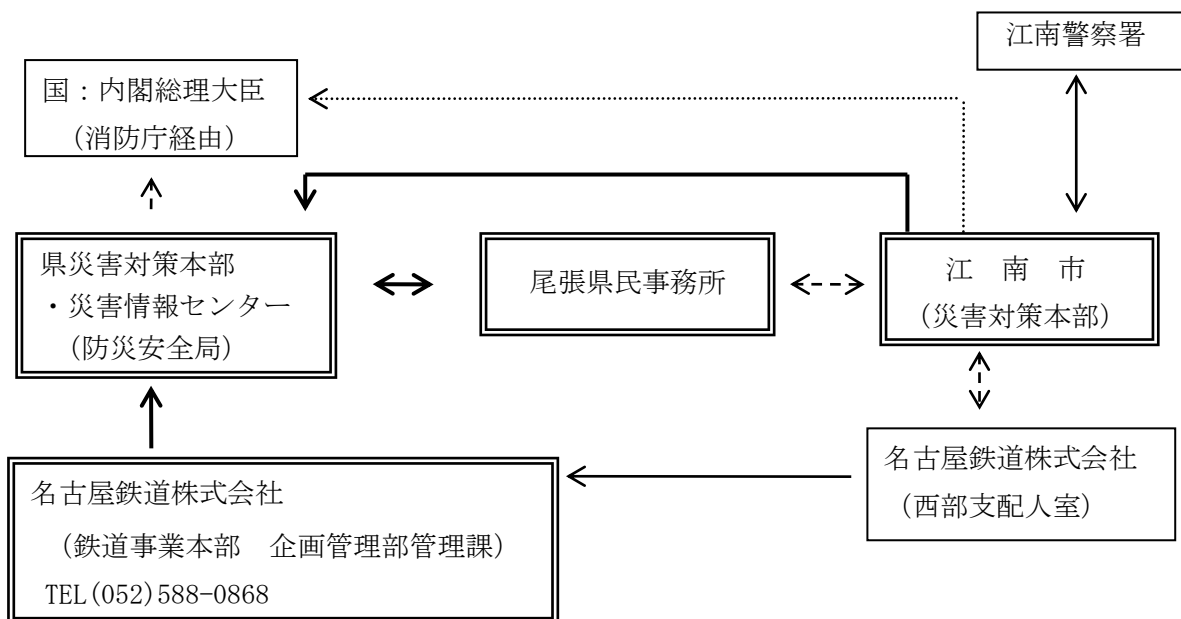 江南警察署
国：内閣総理大臣
（消防庁経由）
県災害対策本部
・災害情報センター
（防災安全局）
尾張県民事務所
江　南　市
（災害対策本部）
名古屋鉄道株式会社
（西部支配人室）
名古屋鉄道株式会社
（鉄道事業本部　企画管理部管理課）
TEL(052)588-0868